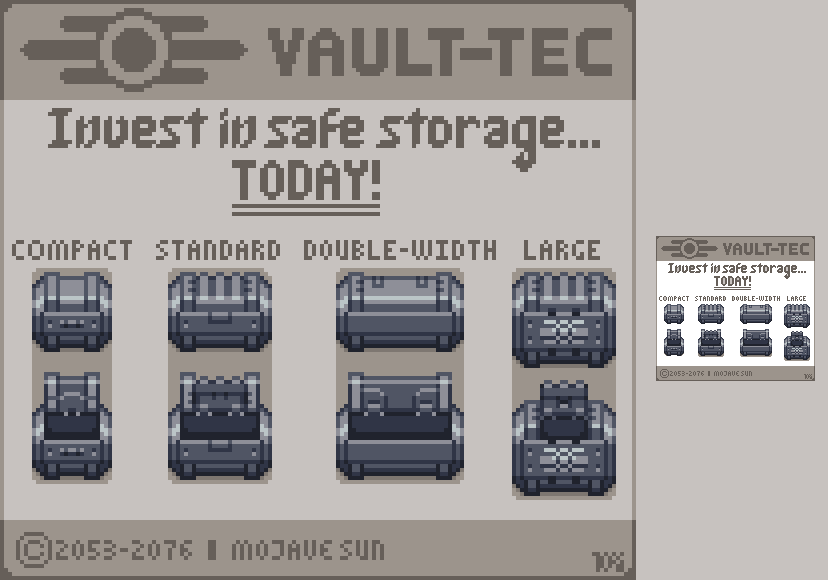 VAULT-TEC
Invest in safe storage...
TODAY!
COMPACT STANDARD DOUBLE-WIDTH LARGE
©2053-2076 MOJAVE SUN
VAULT-TEC
Invest in safe storage...
TODAY!
COMPACT STANDARD DOUBLE-WIDTH LARGE
©2053-2076 MOJAVE SUN